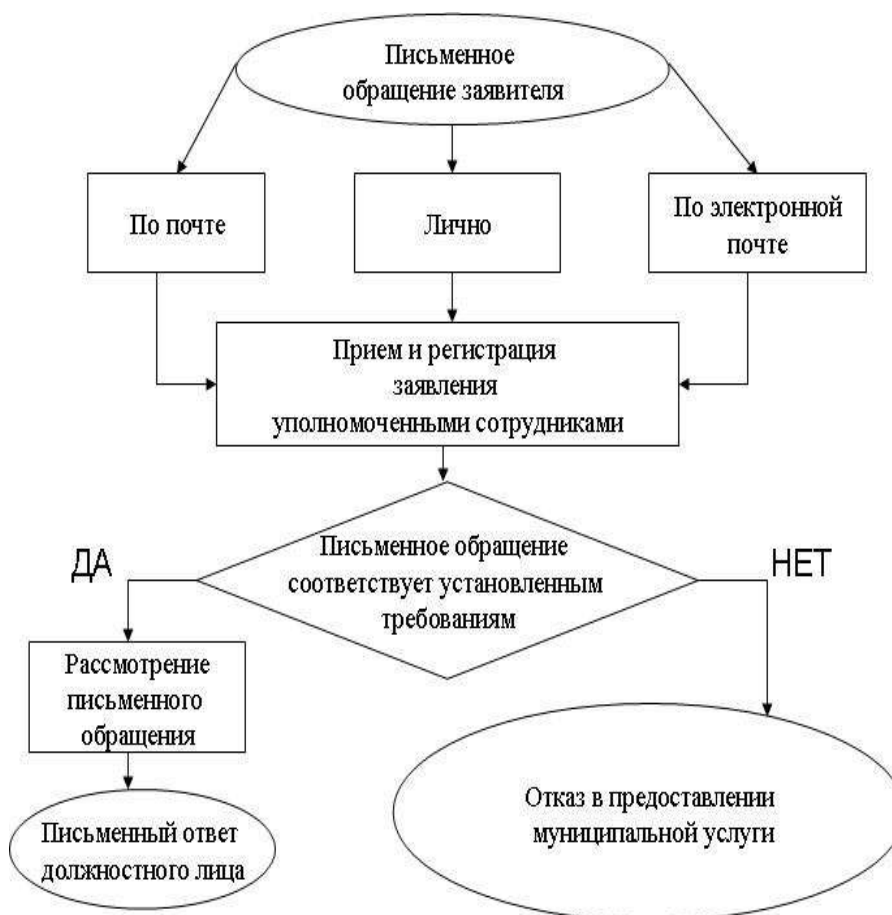 Письменное
обращение заявителя
По почте
Лично
По электронной
почте
Прием и регистрация
заявления
уполномоченными сотрудниками
Письменное обращение
соответствует установленным
требованиям
ДА
НЕТ
Рассмотрение
письменного
обращения
Отказ в предоставлении
муниципальной услуги
Письменный ответ
должностного лица